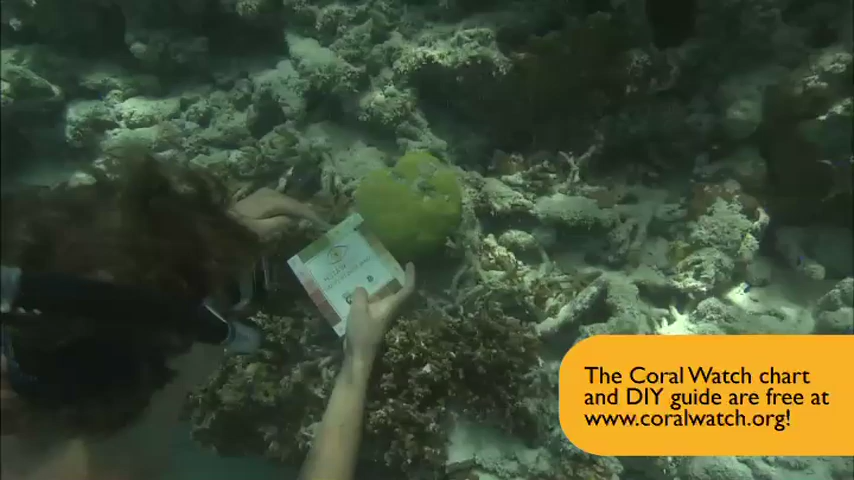 The Coral Watch chart
and DIY guide are free at
www.coralwatch.org!